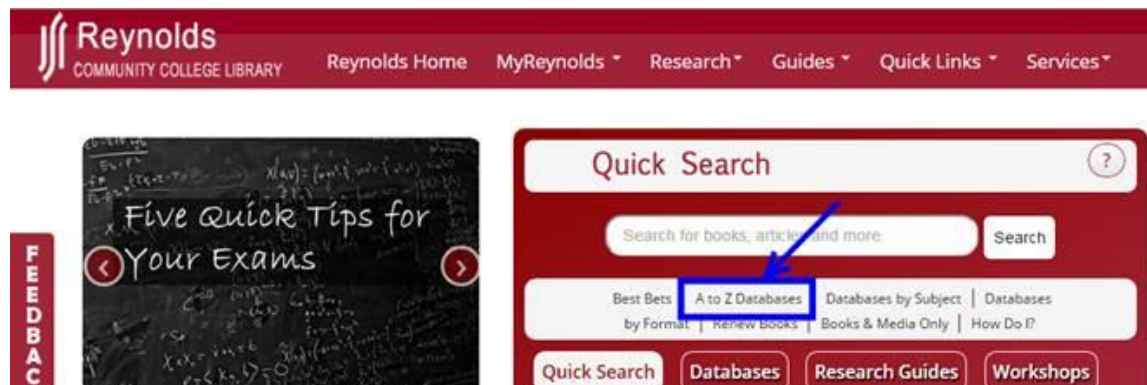 Reynolds
COMMUNITY COLLEGE LIBRARY
Reynolds Home MyReynolds Research Guides Quick Links Services
Five Quick Tips for
Your Exams
FEEDBAC
Quick Search
?
Search for books, articles and more
Search
Best Bets A to Z Databases Databases by Subject | Databases
by Format | Renew Books | Books & Media Only | How Do I?
Quick Search Databases Research Guides Workshops